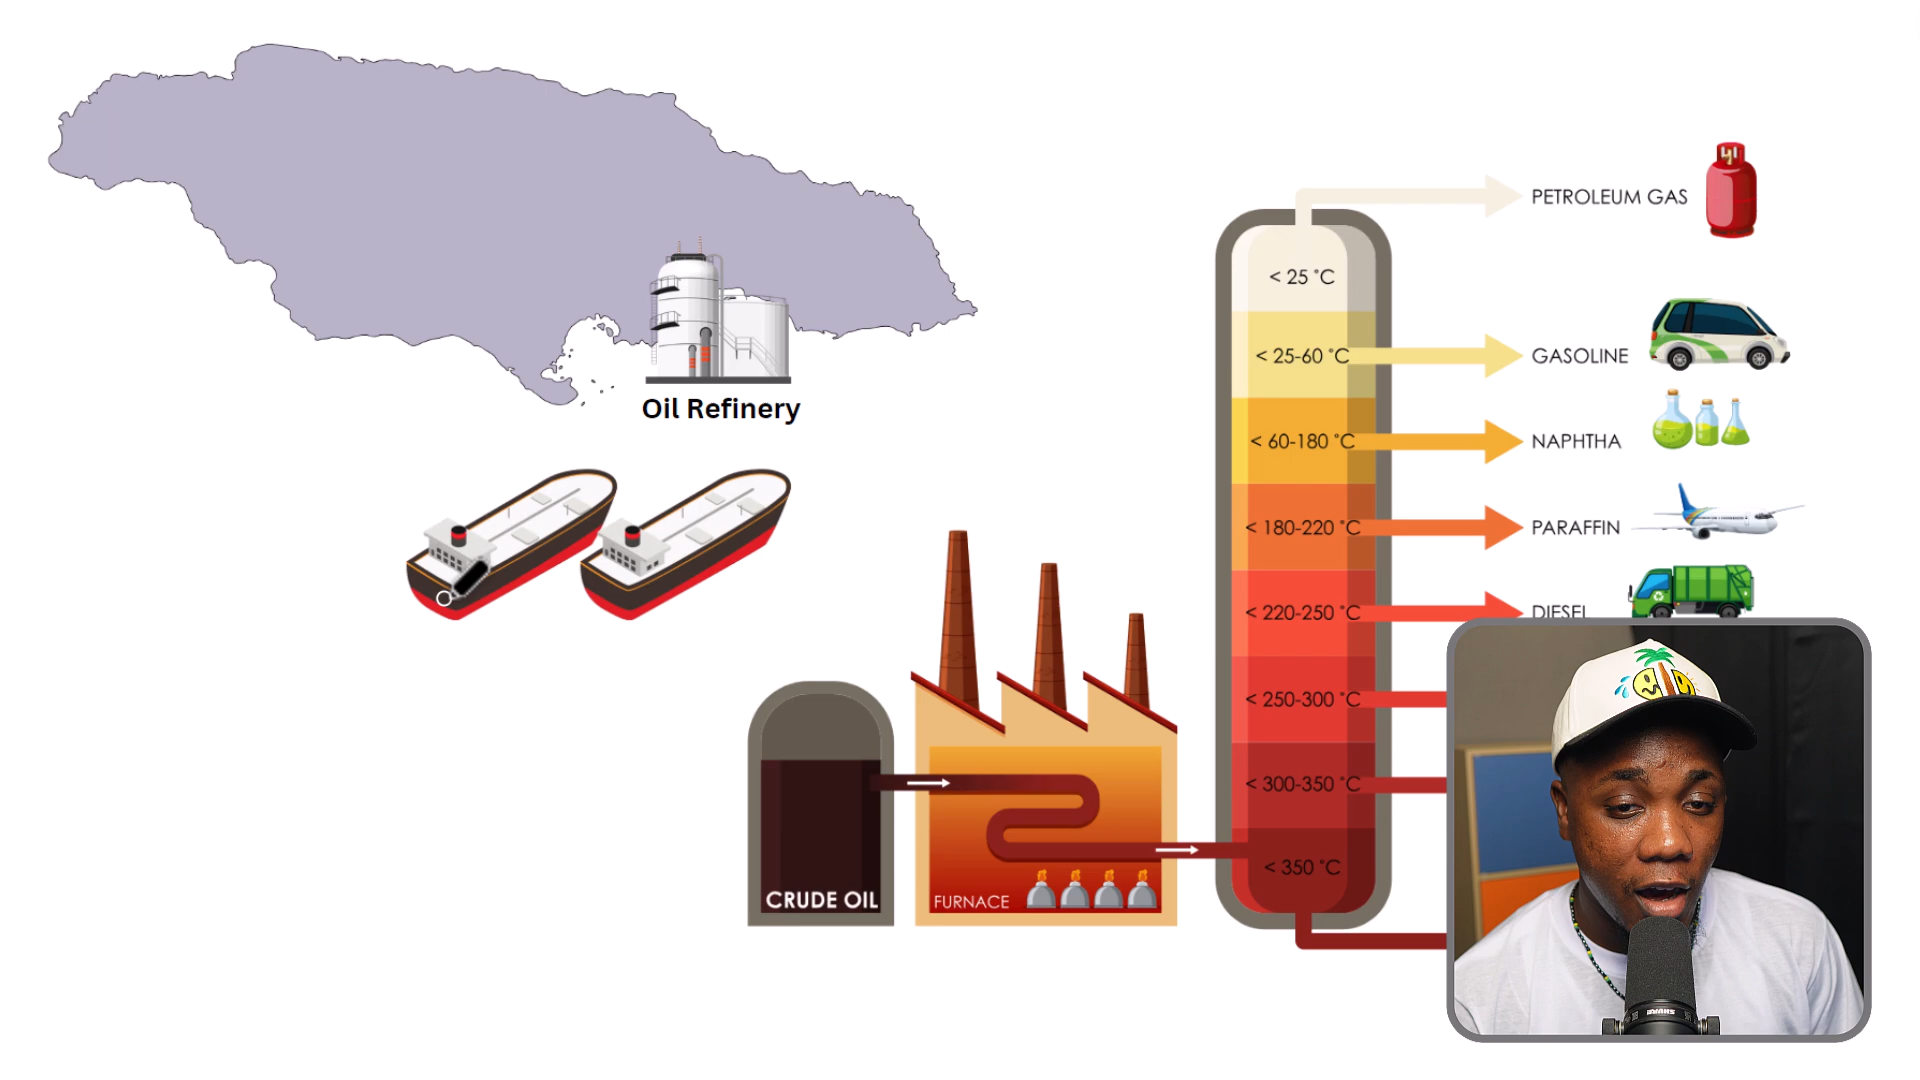 PETROLEUM GAS
< 25 °C
< 25-60 °C
GASOLINE
Oil Refinery
< 60-180 °C
NAPHTHA
< 180-220 °C
PARAFFIN
< 220-250 °C
DIESEL
< 250-300 °C
< 300-350 °C
< 350 °C
CRUDE OIL
FURNACE
SHURE